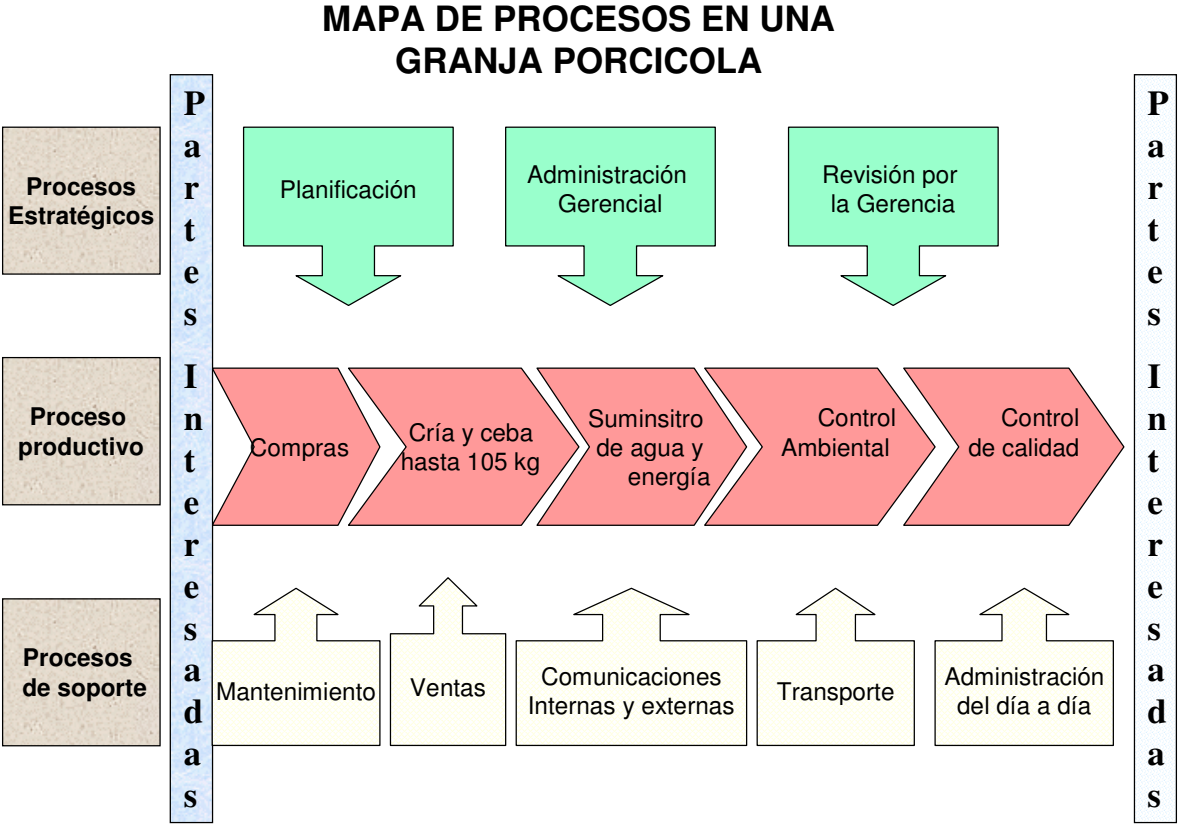 MAPA DE PROCESOS EN UNA
GRANJA PORCICOLA
Partes Interesadas
Procesos
Estratégicos
Planificación
Administración
Gerencial
Revisión por
la Gerencia
Proceso
productivo
Compras
Cría y ceba
hasta 105 kg
Suminsitro
de agua y
energía
Control
Ambiental
Control
de calidad
Procesos
de soporte
Mantenimiento
Ventas
Comunicaciones
Internas y externas
Transporte
Administración
del día a día
Partes Interesadas